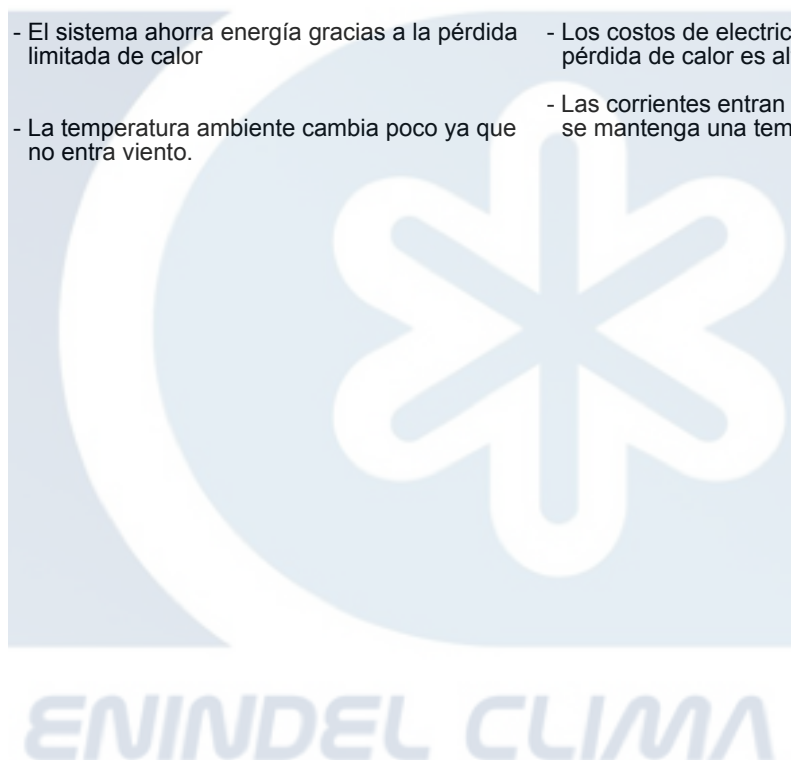 - El sistema ahorra energía gracias a la pérdida
limitada de calor
- La temperatura ambiente cambia poco ya que
no entra viento.
- Los costos de electric
pérdida de calor es al
- Las corrientes entran
se mantenga una tem
ENINDEL CLIMA